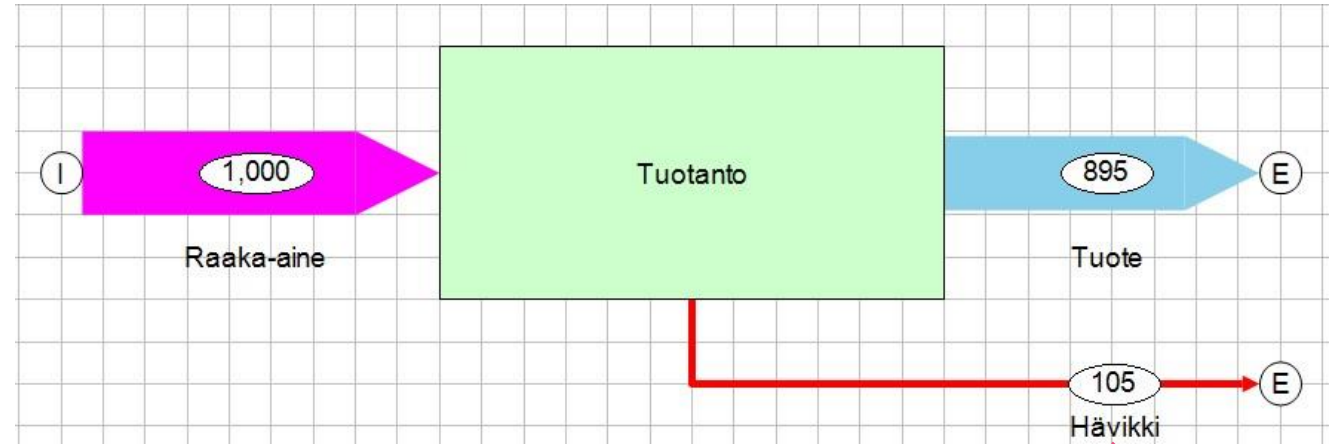 I
1,000
Raaka-aine
Tuotanto
895
E
Tuote
105
E
Hävikki